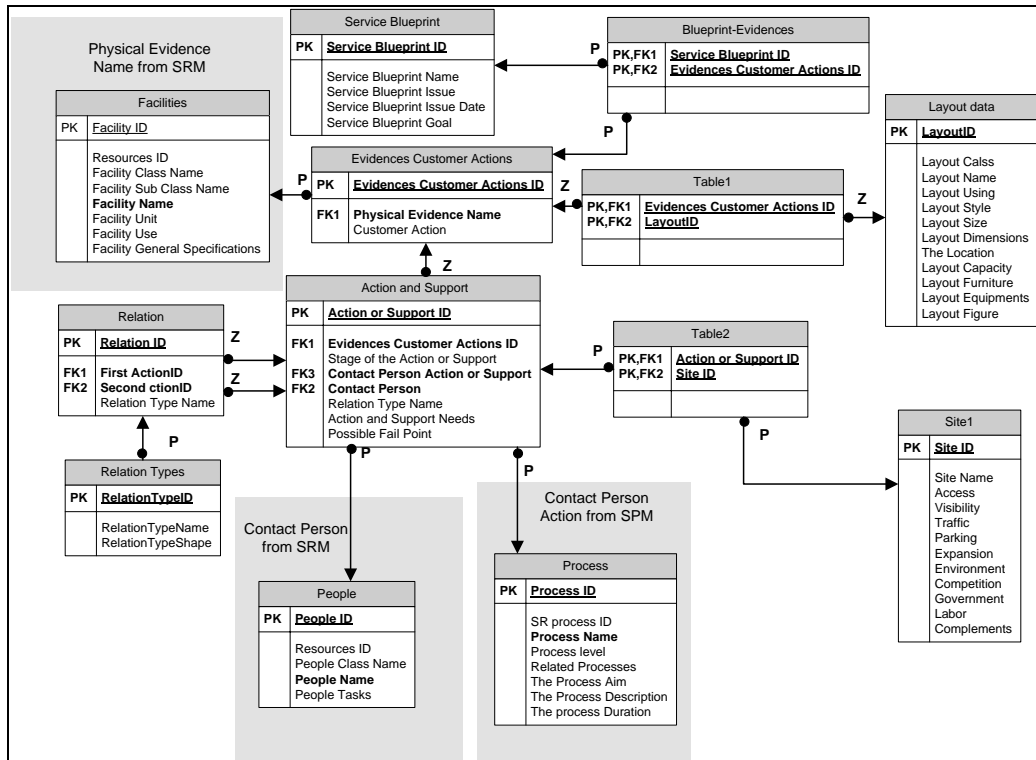 Physical Evidence
Name from SRM
Facilities
PK Facility ID
Resources ID
Facility Class Name
Facility Sub Class Name
Facility Name
Facility Unit
Facility Use
Facility General Specifications
P
Service Blueprint
PK Service Blueprint ID
Service Blueprint Name
Service Blueprint Issue
Service Blueprint Issue Date
Service Blueprint Goal
P
Blueprint-Evidences
PK,FK1 Service Blueprint ID
PK,FK2 Evidences Customer Actions ID
P
Evidences Customer Actions
PK Evidences Customer Actions ID
FK1 Physical Evidence Name
Customer Action
Z
Table1
PK,FK1 Evidences Customer Actions ID
PK,FK2 LayoutID
Z
Layout data
PK LayoutID
Layout Calss
Layout Name
Layout Using
Layout Style
Layout Size
Layout Dimensions
The Location
Layout Capacity
Layout Furniture
Layout Equipments
Layout Figure
Z
Relation
PK Relation ID
FK1 First ActionID
FK2 Second ctionID
Relation Type Name
Z
Z
P
Relation Types
PK RelationTypeID
RelationTypeName
RelationTypeShape
Action and Support
PK Action or Support ID
FK1 Evidences Customer Actions ID
Stage of the Action or Support
FK3 Contact Person Action or Support
FK2 Contact Person
Relation Type Name
Action and Support Needs
Possible Fail Point
P
P
P
Table2
PK,FK1 Action or Support ID
PK,FK2 Site ID
P
Site1
PK Site ID
Site Name
Access
Visibility
Traffic
Parking
Expansion
Environment
Competition
Government
Labor
Complements
Contact Person
from SRM
People
PK People ID
Resources ID
People Class Name
People Name
People Tasks
Contact Person
Action from SPM
Process
PK Process ID
SR process ID
Process Name
Process level
Related Processes
The Process Aim
The Process Description
The process Duration